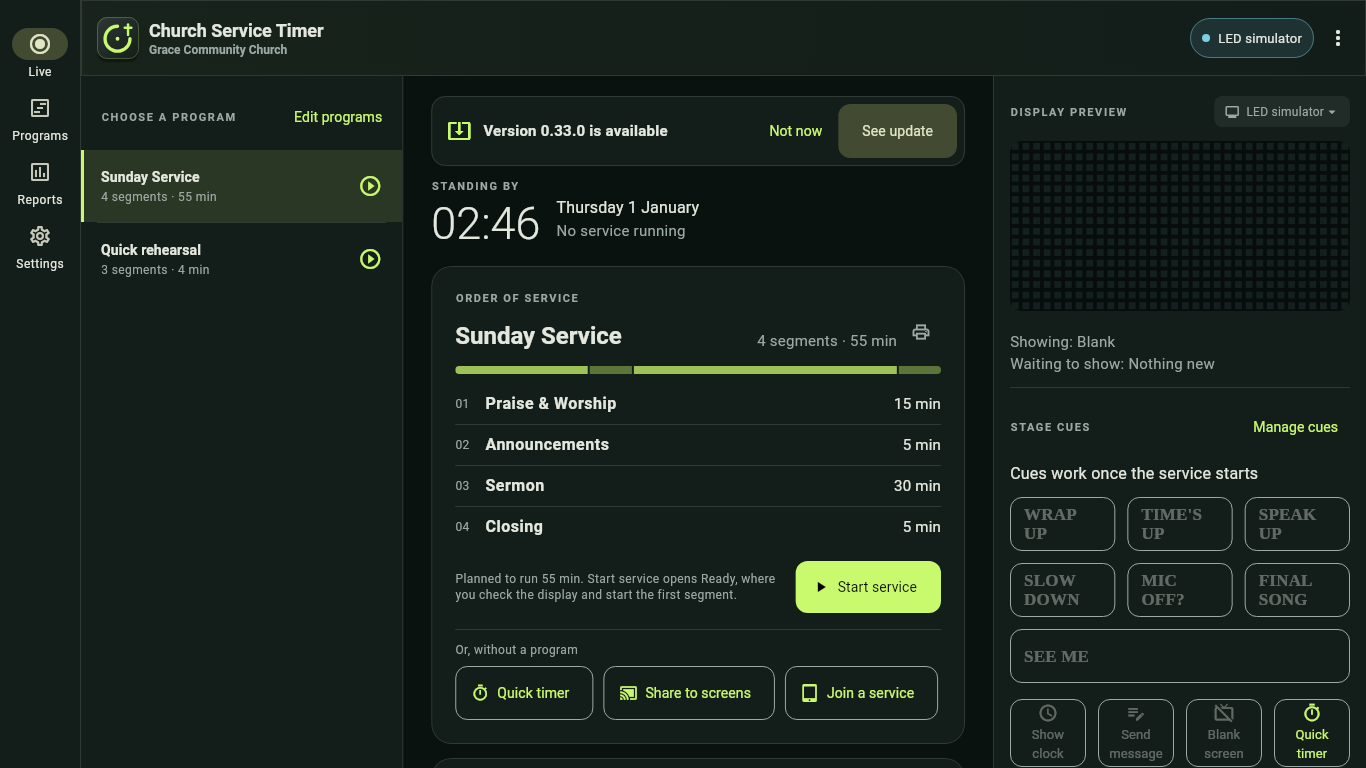 Church Service Timer
Grace Community Church
LED simulator
Live
Programs
Reports
Settings
CHOOSE A PROGRAM
Edit programs
Sunday Service
4 segments · 55 min
Quick rehearsal
3 segments · 4 min
Version 0.33.0 is available
Not now
See update
STANDING BY
02:46
Thursday 1 January
No service running
ORDER OF SERVICE
Sunday Service
4 segments · 55 min
01 Praise & Worship 15 min
02 Announcements 5 min
03 Sermon 30 min
04 Closing 5 min
Planned to run 55 min. Start service opens Ready, where
you check the display and start the first segment.
Start service
Or, without a program
Quick timer
Share to screens
Join a service
DISPLAY PREVIEW
LED simulator
Showing: Blank
Waiting to show: Nothing new
STAGE CUES
Manage cues
Cues work once the service starts
WRAP
UP
TIME'S
UP
SPEAK
UP
SLOW
DOWN
MIC
OFF?
FINAL
SONG
SEE ME
Show
clock
Send
message
Blank
screen
Quick
timer